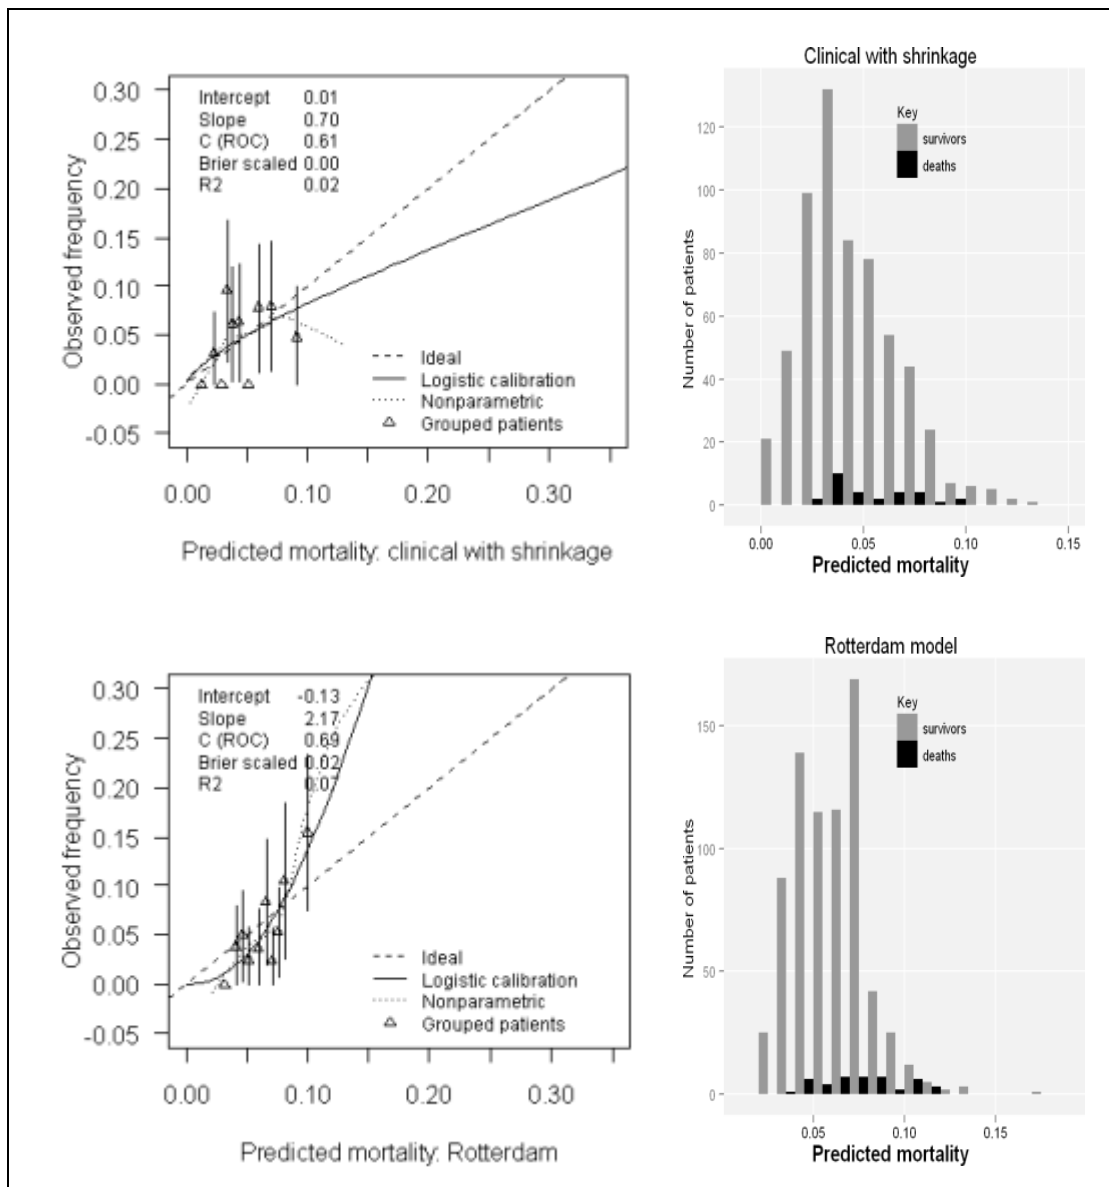 Clinical with shrinkage
0.30
0.25
0.20
0.15
0.10
0.05
0.00
-0.05
Observed frequency
Intercept 0.01
Slope 0.70
C (ROC) 0.61
Brier scaled 0.00
R2 0.02
Ideal
Logistic calibration
Nonparametric
Grouped patients
0.00 0.10 0.20 0.30
Predicted mortality: clinical with shrinkage
Key
survivors
deaths
120
100
80
60
40
20
0
Number of patients
0.00 0.05 0.10 0.15
Predicted mortality
Rotterdam model
0.30
0.25
0.20
0.15
0.10
0.05
0.00
-0.05
Observed frequency
Intercept -0.13
Slope 2.17
C (ROC) 0.69
Brier scaled 0.02
R2 0.07
Ideal
Logistic calibration
Nonparametric
Grouped patients
0.00 0.10 0.20 0.30
Predicted mortality: Rotterdam
Key
survivors
deaths
150
100
50
0
Number of patients
0.05 0.10 0.15
Predicted mortality